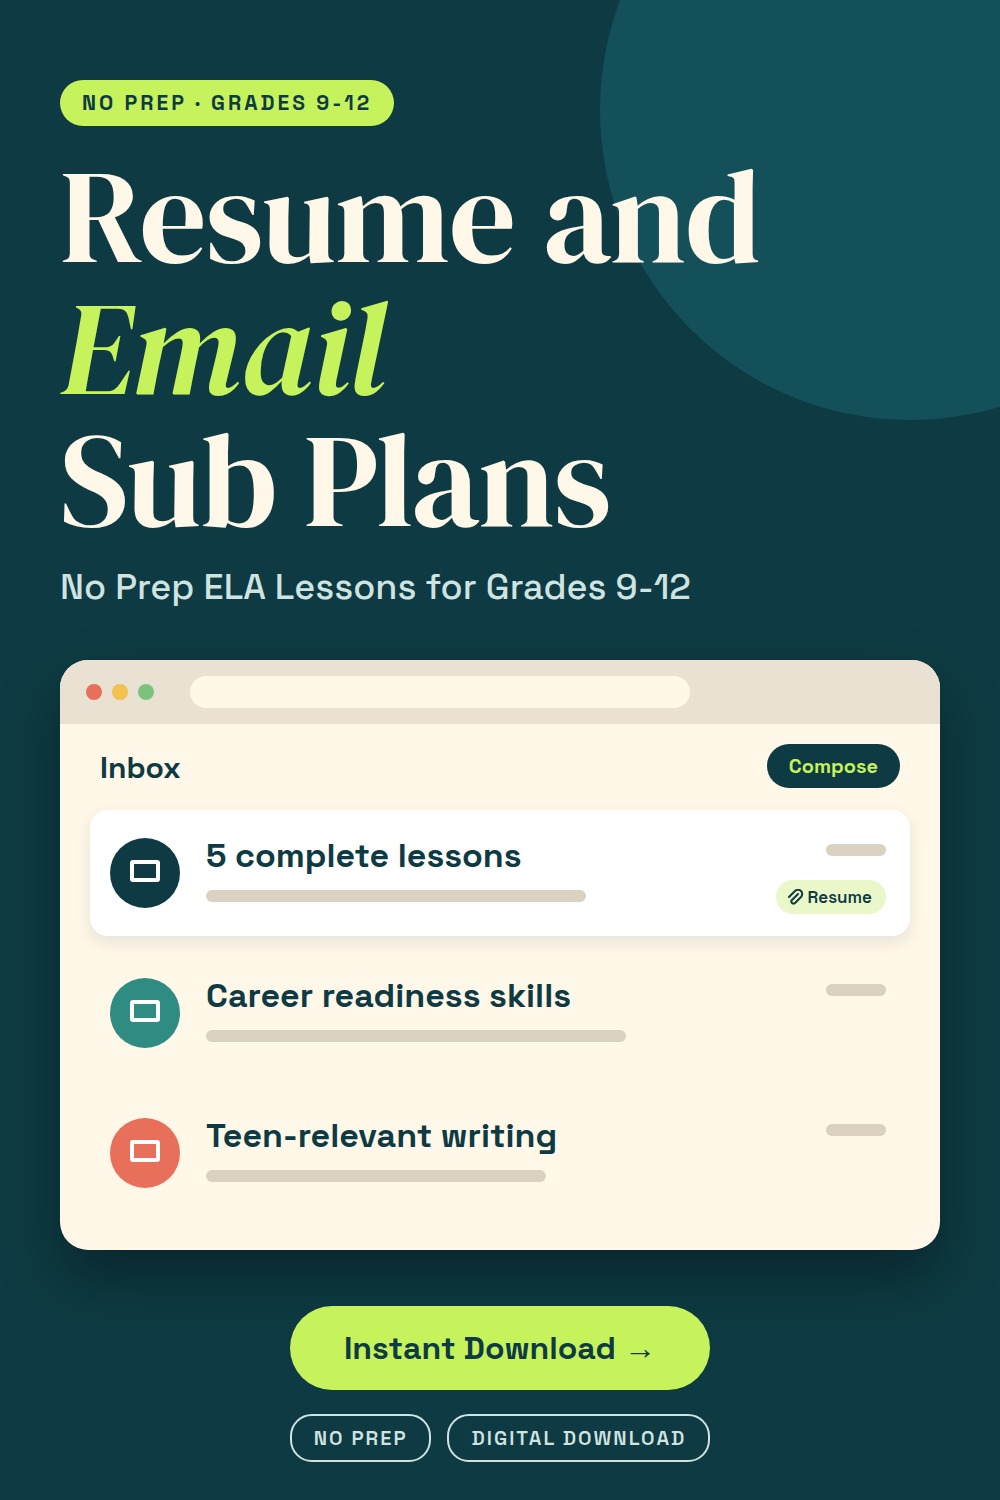 NO PREP · GRADES 9-12
Resume and
Email
Sub Plans
No Prep ELA Lessons for Grades 9-12
Inbox
Compose
5 complete lessons
Resume
Career readiness skills
Teen-relevant writing
Instant Download →
NO PREP
DIGITAL DOWNLOAD